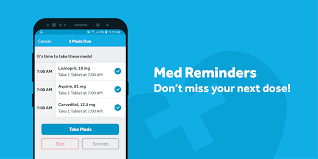 Cancel
3 Meds Due
It's time to take these meds!
7:00 AM
Lisinopril, 10 mg
Take 1 Tablet at 7:00 AM
7:00 AM
Aspirin, 81 mg
Take 1 Tablet at 7:00 AM
7:00 AM
Carvedilol, 12.5 mg
Take 1 Tablet at 7:00 AM
Take Meds
Skip
Snooze
Med Reminders
Don't miss your next dose!